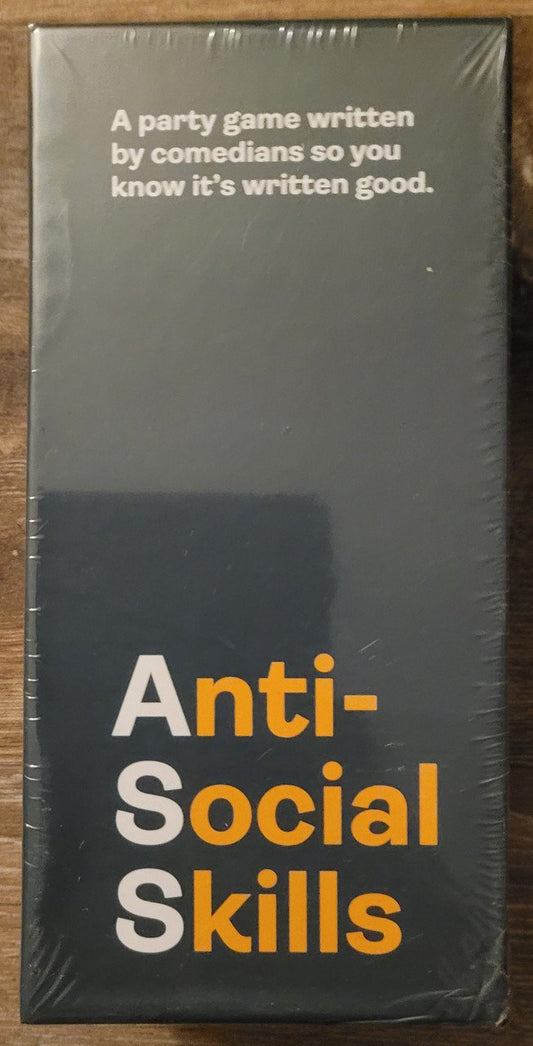 A party game written
by comedians so you
know it's written good.
Anti-
Social
Skills